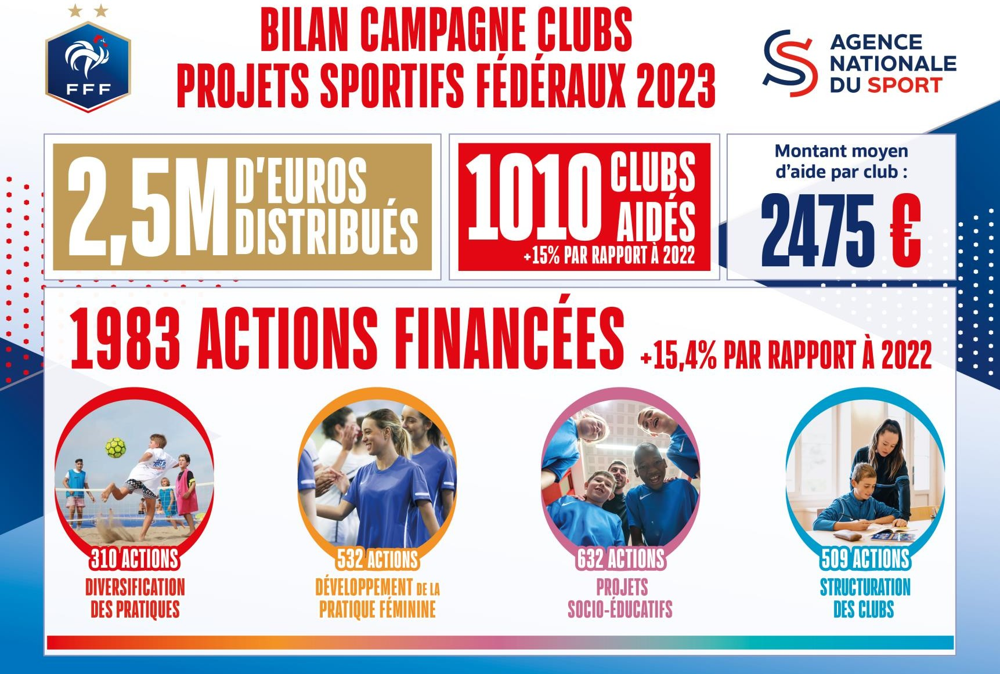 FFF
BILAN CAMPAGNE CLUBS
PROJETS SPORTIFS FÉDÉRAUX 2023
AGENCE
NATIONALE
DU SPORT
2,5M D'EUROS
DISTRIBUÉS
1010 CLUBS
AIDÉS
+15% PAR RAPPORT À 2022
Montant moyen
d'aide par club :
2475 €
1983 ACTIONS FINANCÉES +15,4% PAR RAPPORT À 2022
310 ACTIONS
DIVERSIFICATION
DES PRATIQUES
532 ACTIONS
DÉVELOPPEMENT DE LA
PRATIQUE FÉMININE
632 ACTIONS
PROJETS
SOCIO-ÉDUCATIFS
509 ACTIONS
STRUCTURATION
DES CLUBS